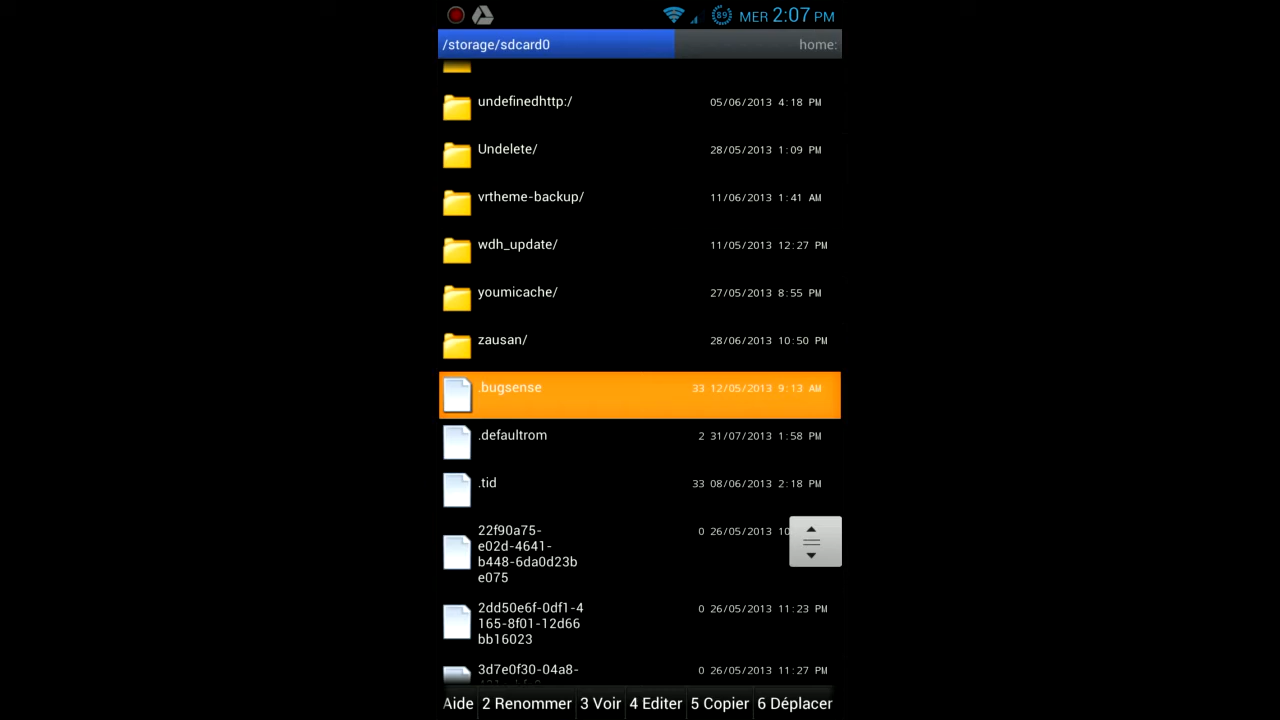 89 MER 2:07 PM
/storage/sdcard0 home:
undefinedhttp:/ 05/06/2013 4:18 PM
Undelete/ 28/05/2013 1:09 PM
vrtheme-backup/ 11/06/2013 1:41 AM
wdh_update/ 11/05/2013 12:27 PM
youmicache/ 27/05/2013 8:55 PM
zausan/ 28/06/2013 10:50 PM
.bugsense 33 12/05/2013 9:13 AM
.defaultrom 2 31/07/2013 1:58 PM
.tid 33 08/06/2013 2:18 PM
22f90a75- 0 26/05/2013 10
e02d-4641-
b448-6da0d23b
e075
2dd50e6f-0df1-4 0 26/05/2013 11:23 PM
165-8f01-12d66
bb16023
3d7e0f30-04a8- 0 26/05/2013 11:27 PM
Aide 2 Renommer 3 Voir 4 Editer 5 Copier 6 Déplacer